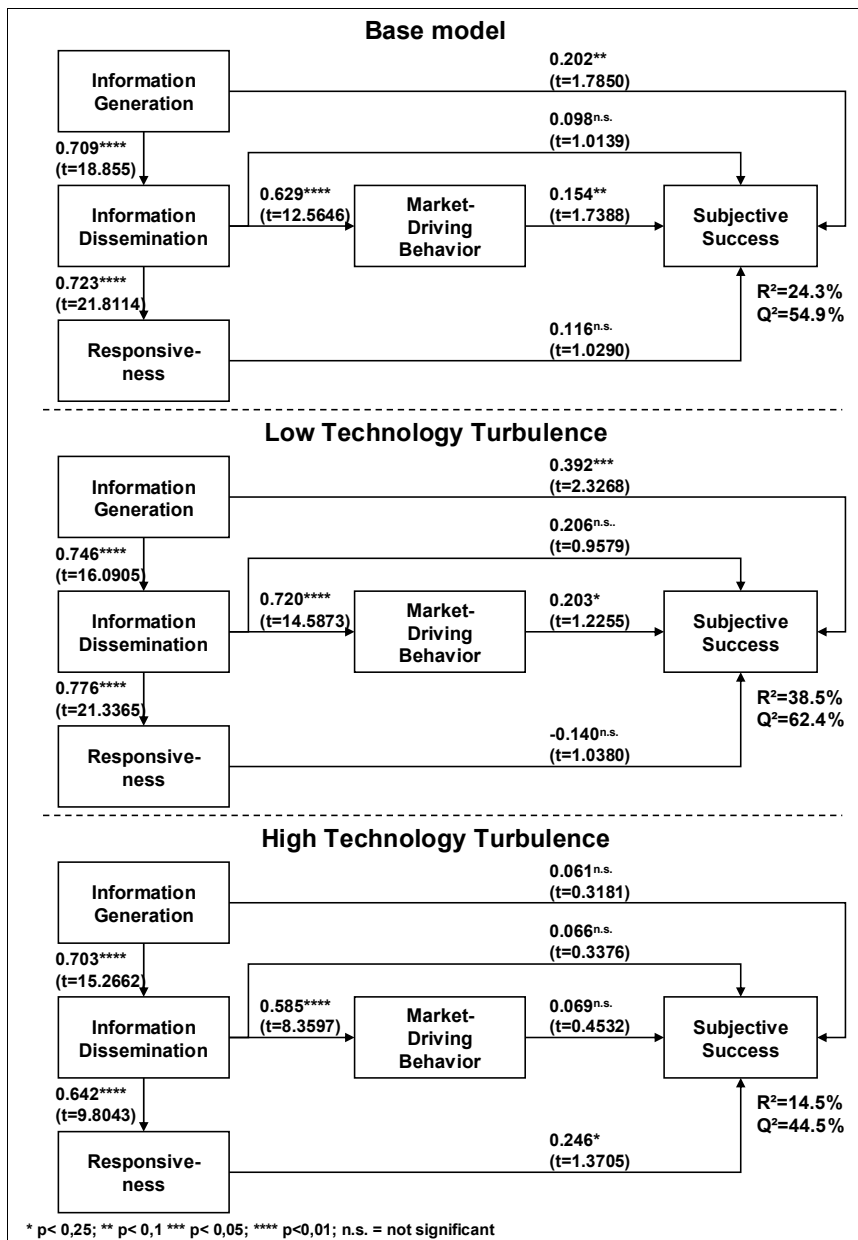 Base model
Information
Generation
0.202**
(t=1.7850)
0.098n.s.
(t=1.0139)
0.709****
(t=18.855)
Information
Dissemination
0.629****
(t=12.5646)
Market-
Driving
Behavior
0.154**
(t=1.7388)
Subjective
Success
0.723****
(t=21.8114)
R²=24.3%
Q²=54.9%
Responsive-
ness
0.116n.s.
(t=1.0290)
Low Technology Turbulence
Information
Generation
0.392***
(t=2.3268)
0.206n.s..
(t=0.9579)
0.746****
(t=16.0905)
Information
Dissemination
0.720****
(t=14.5873)
Market-
Driving
Behavior
0.203*
(t=1.2255)
Subjective
Success
0.776****
(t=21.3365)
R²=38.5%
Q²=62.4%
Responsive-
ness
-0.140n.s.
(t=1.0380)
High Technology Turbulence
Information
Generation
0.061n.s.
(t=0.3181)
0.066n.s.
(t=0.3376)
0.703****
(t=15.2662)
Information
Dissemination
0.585****
(t=8.3597)
Market-
Driving
Behavior
0.069n.s.
(t=0.4532)
Subjective
Success
0.642****
(t=9.8043)
R²=14.5%
Q²=44.5%
Responsive-
ness
0.246*
(t=1.3705)
* p< 0,25; ** p< 0,1 *** p< 0,05; **** p<0,01; n.s. = not significant